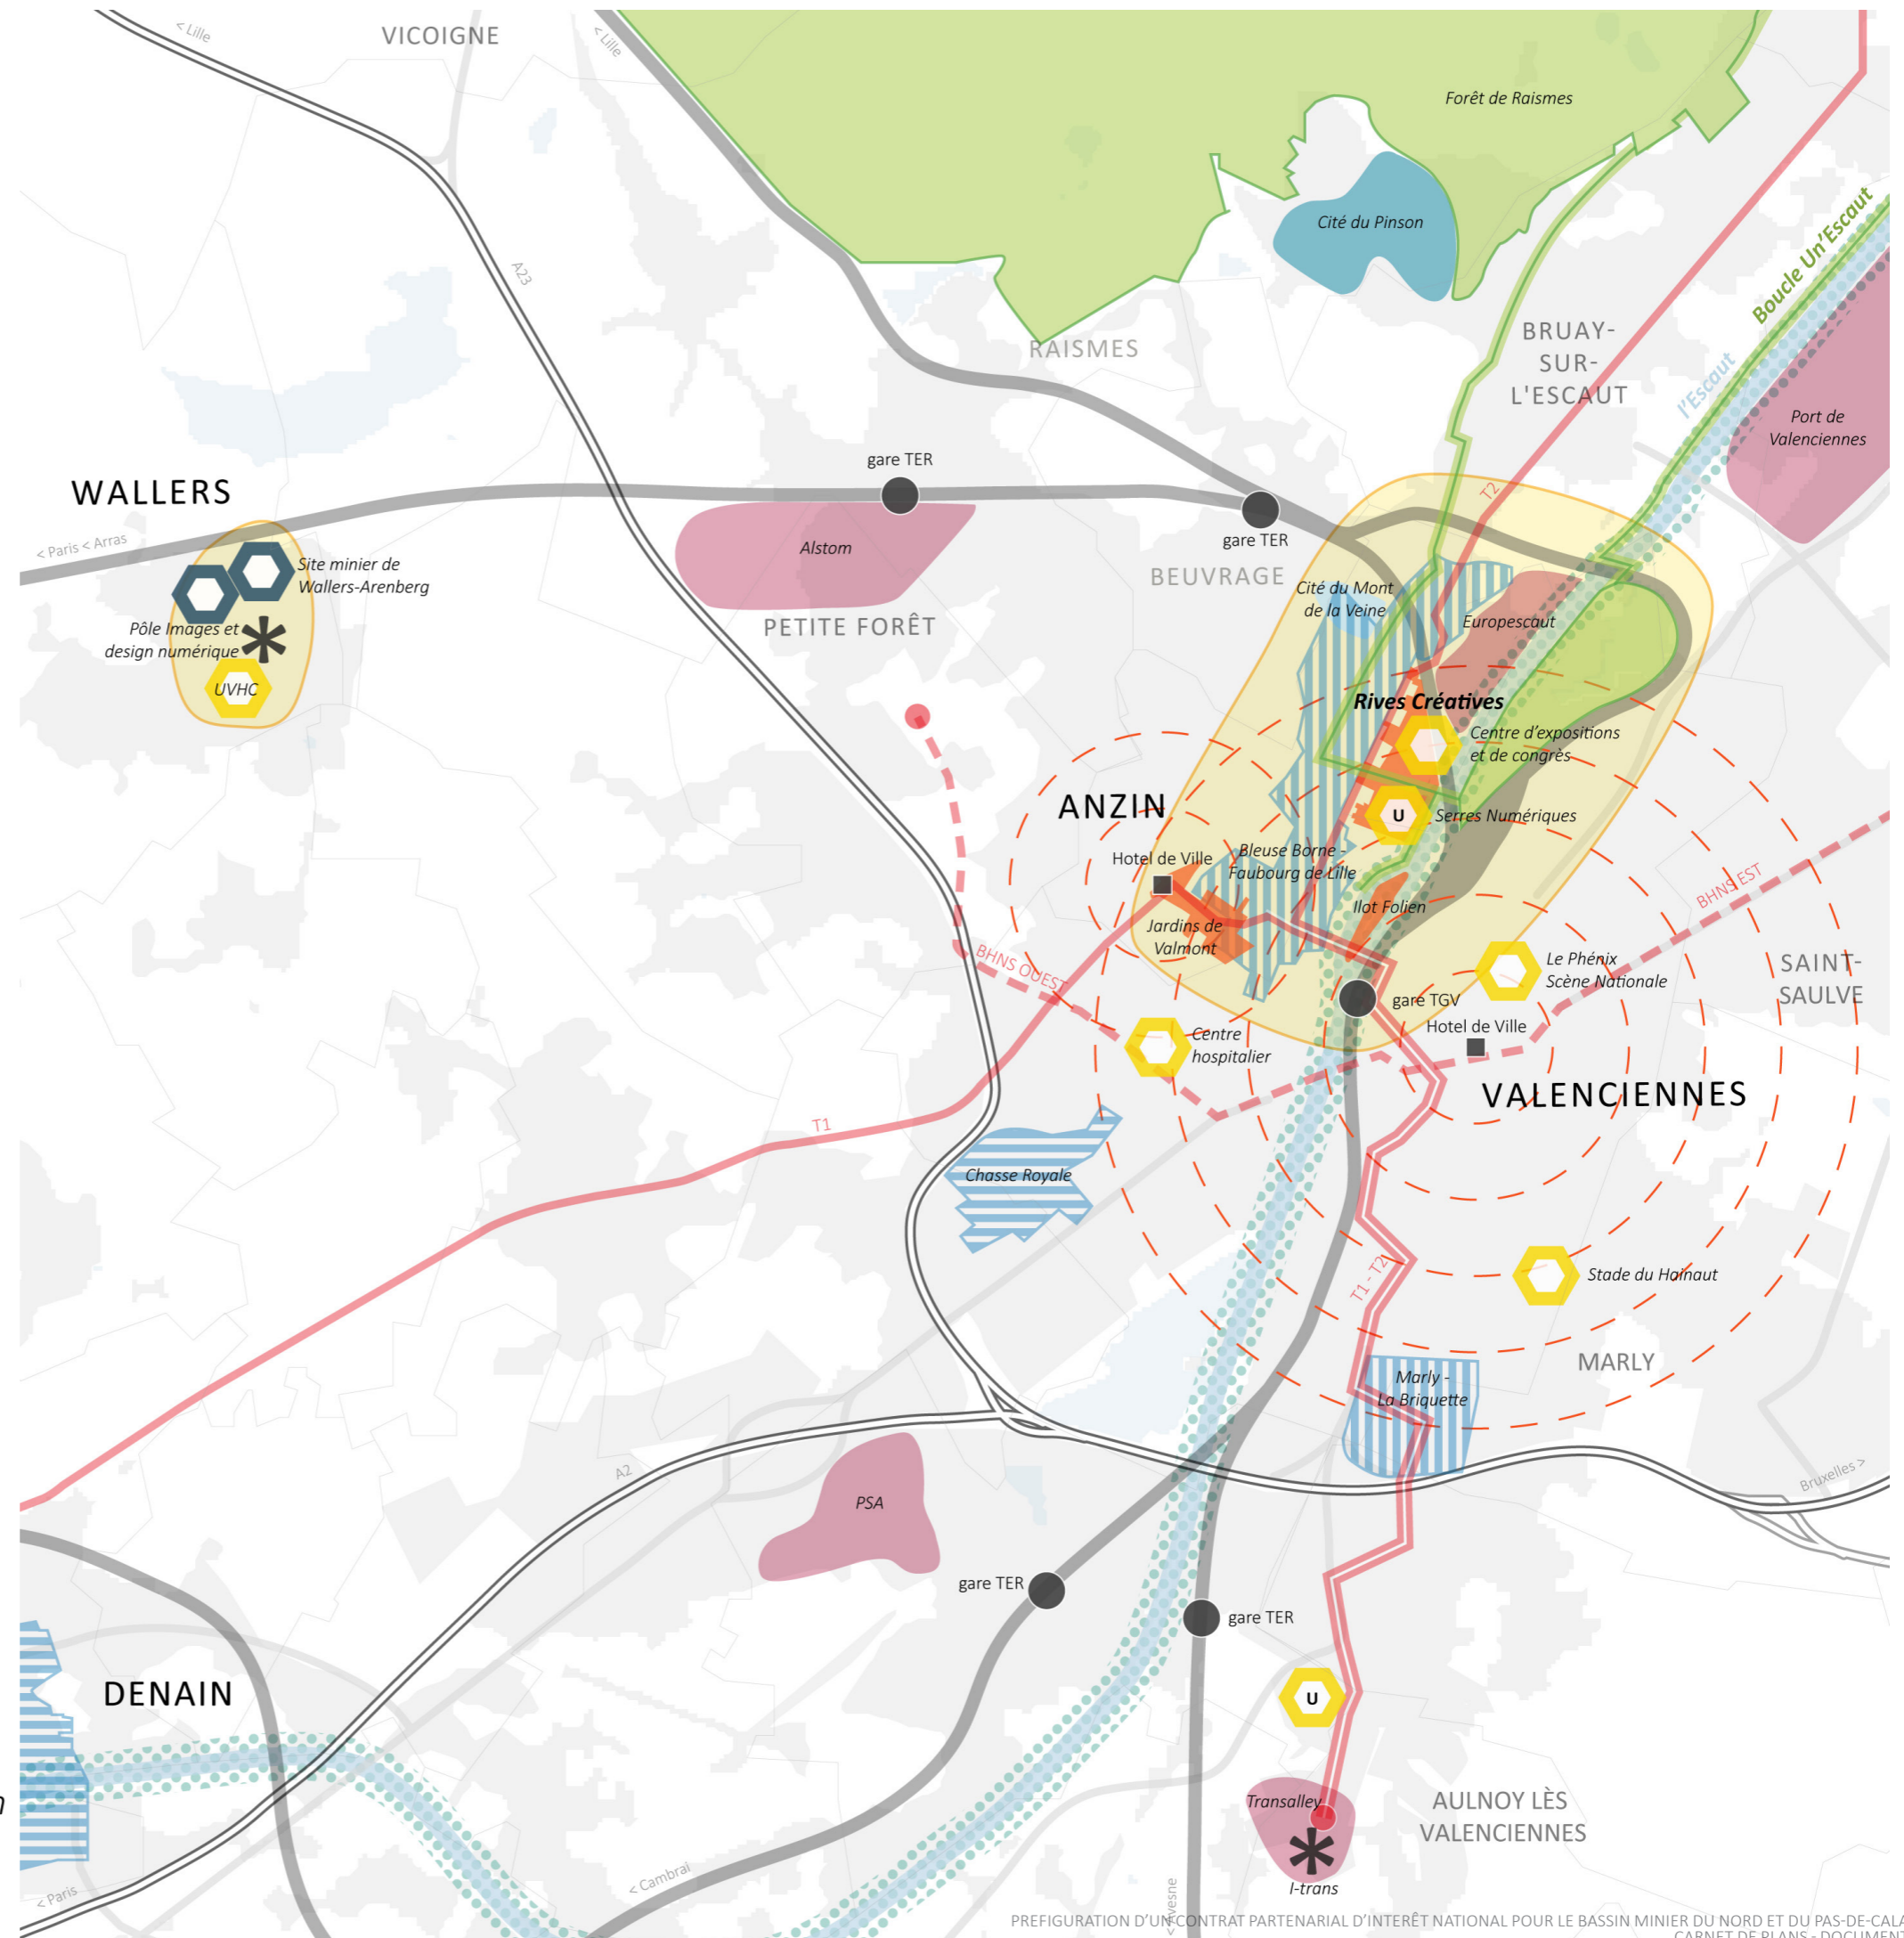 < Lille
VICOIGNE
< Lille
Forêt de Raismes
Cité du Pinson
Boucle Un'Escaut
A23
RAISMES
BRUAY-
SUR-
L'ESCAUT
l'Escaut
Port de
Valenciennes
WALLERS
gare TER
T2
< Paris < Arras
Alstom
gare TER
Site minier de
Wallers-Arenberg
BEUVRAGE
Cité du Mont
de la Veine
Europescaut
Pôle Images et
design numérique
PETITE FORÊT
UVHC
Rives Créatives
Centre d'expositions
et de congrès
ANZIN
U
Serres Numériques
Hotel de Ville
Bleuse Borne -
Faubourg de Lille
BHNS EST
Ilot Folien
Jardins de
Valmont
BHNS OUEST
Le Phénix
Scène Nationale
SAINT-
SAULVE
gare TGV
Hotel de Ville
Centre
hospitalier
VALENCIENNES
T1
Chasse Royale
T1 - T2
Stade du Hainaut
MARLY
Marly -
La Briquette
A2
Bruxelles >
PSA
gare TER
gare TER
DENAIN
U
n
Transalley
AULNOY LÈS
VALENCIENNES
< Paris
< Cambrai
I-trans
< Avesne
PREFIGURATION D'UN CONTRAT PARTENARIAL D'INTERÊT NATIONAL POUR LE BASSIN MINIER DU NORD ET DU PAS-DE-CALA
CARNET DE PLANS - DOCUMENT